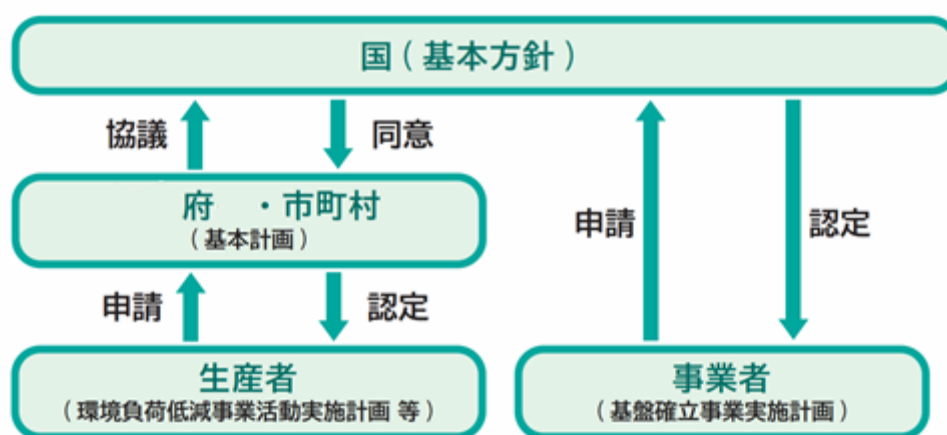 国（基本方針）
協議
同意
府　・市町村
（基本計画）
申請
認定
申請
認定
生産者
（環境負荷低減事業活動実施計画 等）
事業者
（基盤確立事業実施計画）